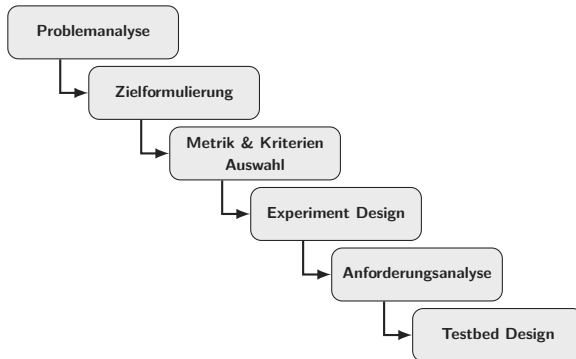 Problemanalyse
Zielformulierung
Metrik & Kriterien
Auswahl
Experiment Design
Anforderungsanalyse
Testbed Design